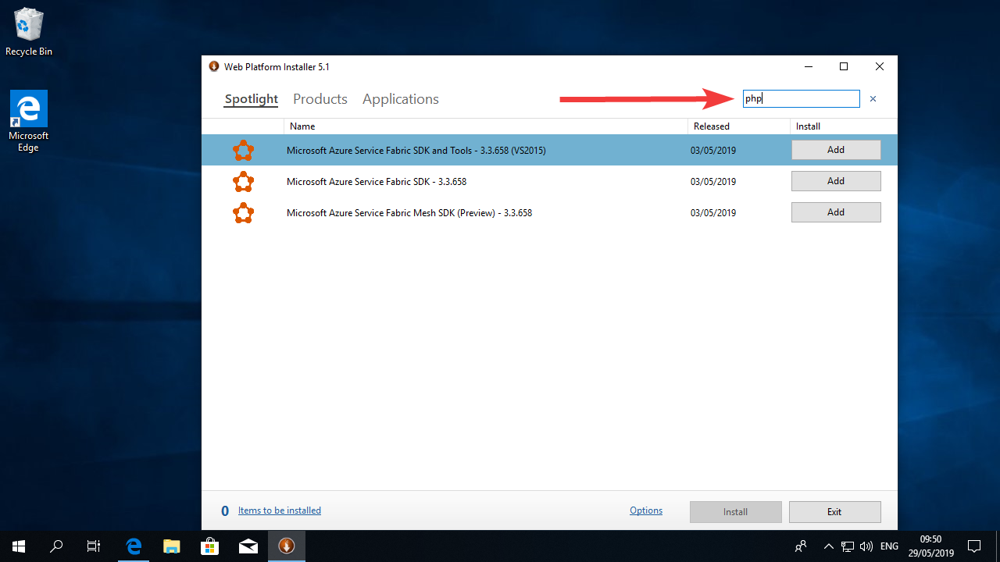 Recycle Bin
Microsoft
Edge
Web Platform Installer 5.1
Spotlight Products Applications
php
Name Released Install
Microsoft Azure Service Fabric SDK and Tools - 3.3.658 (VS2015) 03/05/2019 Add
Microsoft Azure Service Fabric SDK - 3.3.658 03/05/2019 Add
Microsoft Azure Service Fabric Mesh SDK (Preview) - 3.3.658 03/05/2019 Add
0 Items to be installed Options Install Exit
ENG
09:50
29/05/2019